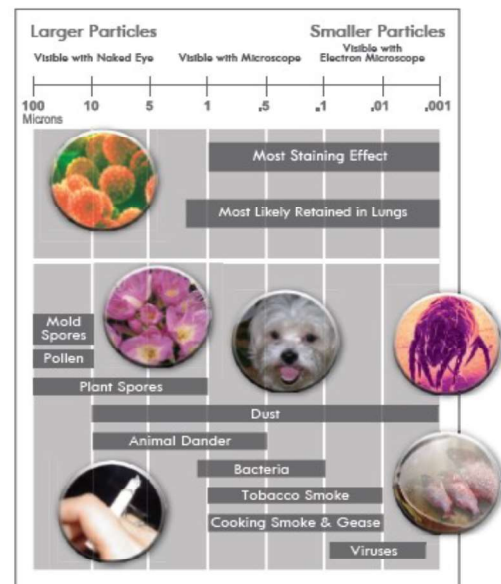 Larger Particles
Smaller Particles
Visible with Naked Eye
Visible with Microscope
Visible with
Electron Microscope
100 10 5 1 .5 .1 .01 .001
Microns
Most Staining Effect
Most Likely Retained in Lungs
Mold
Spores
Pollen
Plant Spores
Dust
Animal Dander
Bacteria
Tobacco Smoke
Cooking Smoke & Gease
Viruses